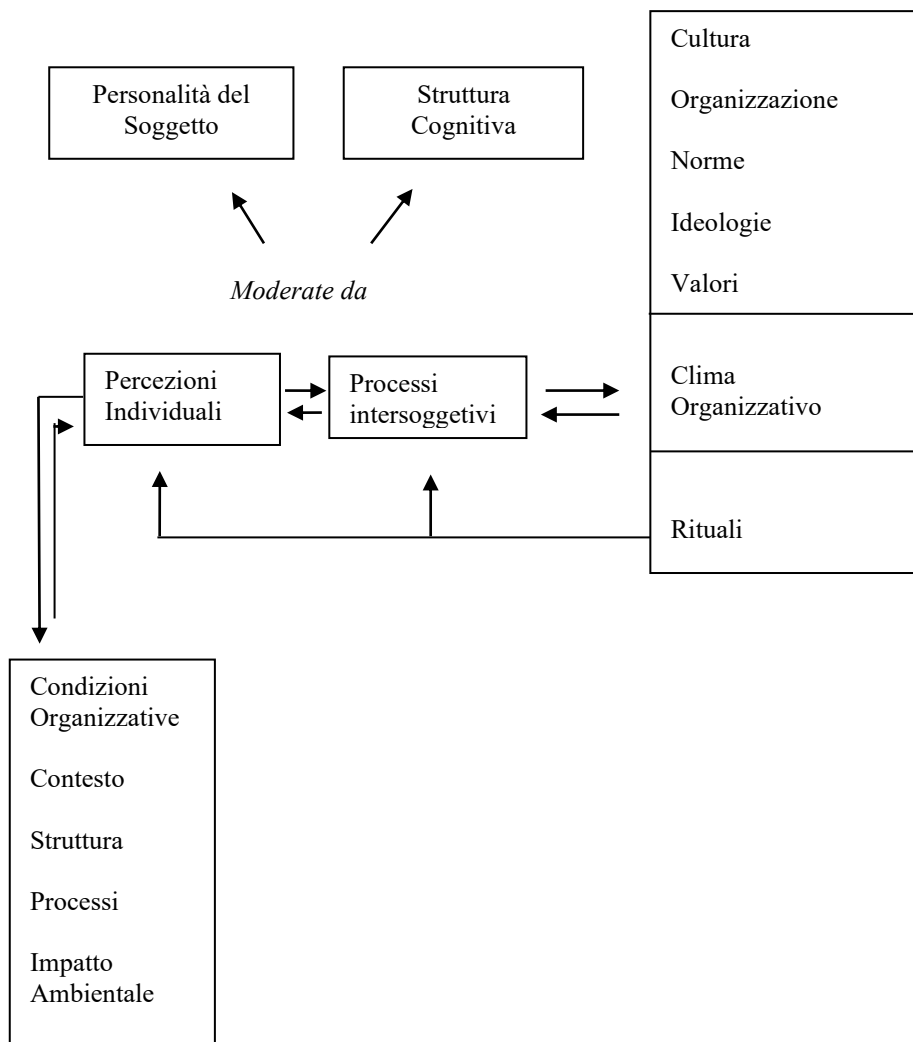 Personalità del
Soggetto
Struttura
Cognitiva
Cultura
Organizzazione
Norme
Ideologie
Valori
Moderate da
Percezioni
Individuali
Processi
intersoggetivi
Clima
Organizzativo
Rituali
Condizioni
Organizzative
Contesto
Struttura
Processi
Impatto
Ambientale